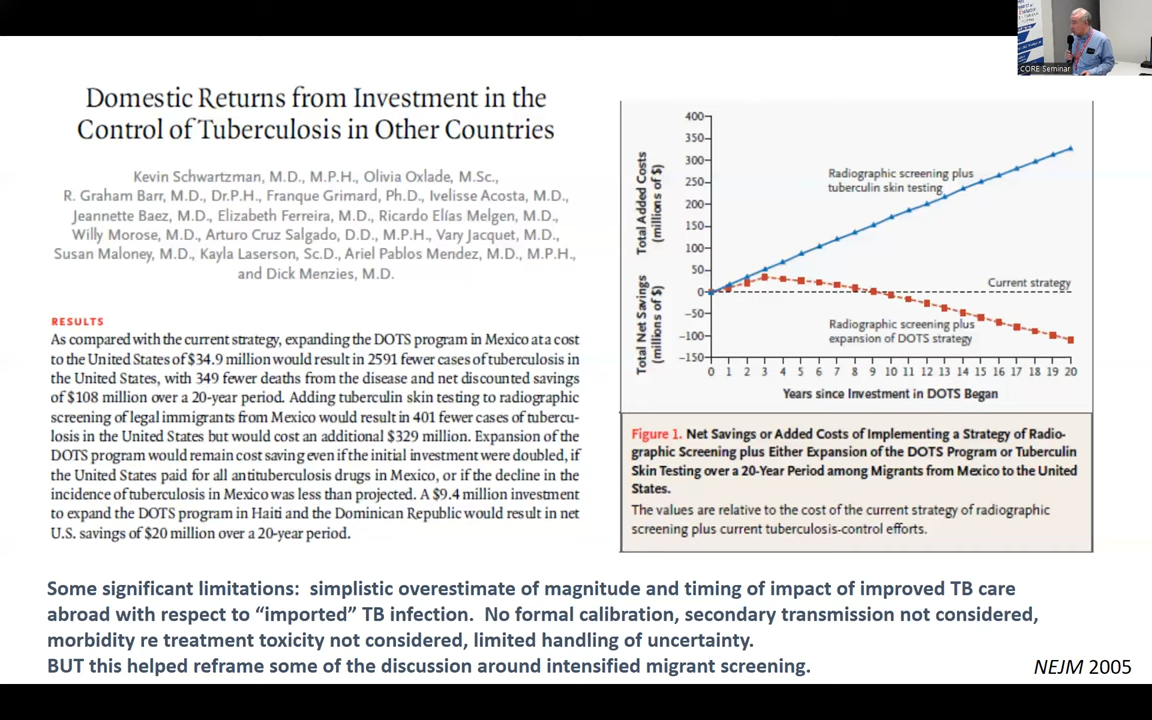 CORE Seminar
Domestic Returns from Investment in the
Control of Tuberculosis in Other Countries
Kevin Schwartzman, M.D., M.P.H., Olivia Oxlade, M.Sc.,
R. Graham Barr, M.D., Dr.P.H., Franque Grimard, Ph.D., Ivelisse Acosta, M.D.,
Jeannette Baez, M.D., Elizabeth Ferreira, M.D., Ricardo Elías Melgen, M.D.,
Willy Morose, M.D., Arturo Cruz Salgado, D.D., M.P.H., Vary Jacquet, M.D.,
Susan Maloney, M.D., Kayla Laserson, Sc.D., Ariel Pablos Mendez, M.D., M.P.H.,
and Dick Menzies, M.D.
RESULTS
As compared with the current strategy, expanding the DOTS program in Mexico at a cost
to the United States of $34.9 million would result in 2591 fewer cases of tuberculosis in
the United States, with 349 fewer deaths from the disease and net discounted savings
of $108 million over a 20-year period. Adding tuberculin skin testing to radiographic
screening of legal immigrants from Mexico would result in 401 fewer cases of tubercu-
losis in the United States but would cost an additional $329 million. Expansion of the
DOTS program would remain cost saving even if the initial investment were doubled, if
the United States paid for all antituberculosis drugs in Mexico, or if the decline in the
incidence of tuberculosis in Mexico was less than projected. A $9.4 million investment
to expand the DOTS program in Haiti and the Dominican Republic would result in net
U.S. savings of $20 million over a 20-year period.
Total Added Costs
(millions of $)
Total Net Savings
(millions of $)
400
350
300
250
200
150
100
50
0
−50
−100
−150
Radiographic screening plus
tuberculin skin testing
Current strategy
Radiographic screening plus
expansion of DOTS strategy
0 1 2 3 4 5 6 7 8 9 10 11 12 13 14 15 16 17 18 19 20
Years since Investment in DOTS Began
Figure 1. Net Savings or Added Costs of Implementing a Strategy of Radio-
graphic Screening plus Either Expansion of the DOTS Program or Tuberculin
Skin Testing over a 20-Year Period among Migrants from Mexico to the United
States.
The values are relative to the cost of the current strategy of radiographic
screening plus current tuberculosis-control efforts.
Some significant limitations: simplistic overestimate of magnitude and timing of impact of improved TB care
abroad with respect to “imported” TB infection. No formal calibration, secondary transmission not considered,
morbidity re treatment toxicity not considered, limited handling of uncertainty.
BUT this helped reframe some of the discussion around intensified migrant screening.
NEJM 2005